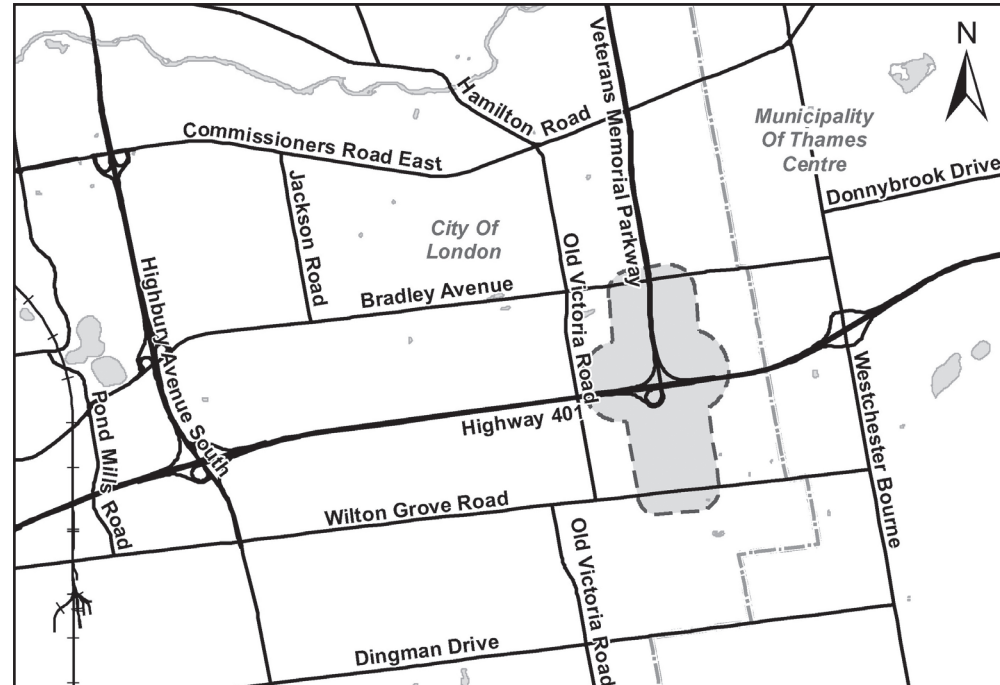 N
Veterans Memorial Parkway
Hamilton Road
Municipality
Of Thames
Centre
Commissioners Road East
Donnybrook Drive
Jackson Road
City Of
London
Old Victoria Road
Highbury Avenue South
Bradley Avenue
Westchester Bourne
Pond Mills Road
Highway 401
Wilton Grove Road
Old Victoria Road
Dingman Drive